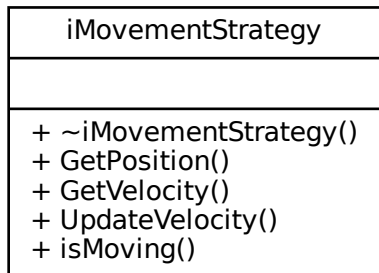 iMovementStrategy
+ ~iMovementStrategy()
+ GetPosition()
+ GetVelocity()
+ UpdateVelocity()
+ isMoving()